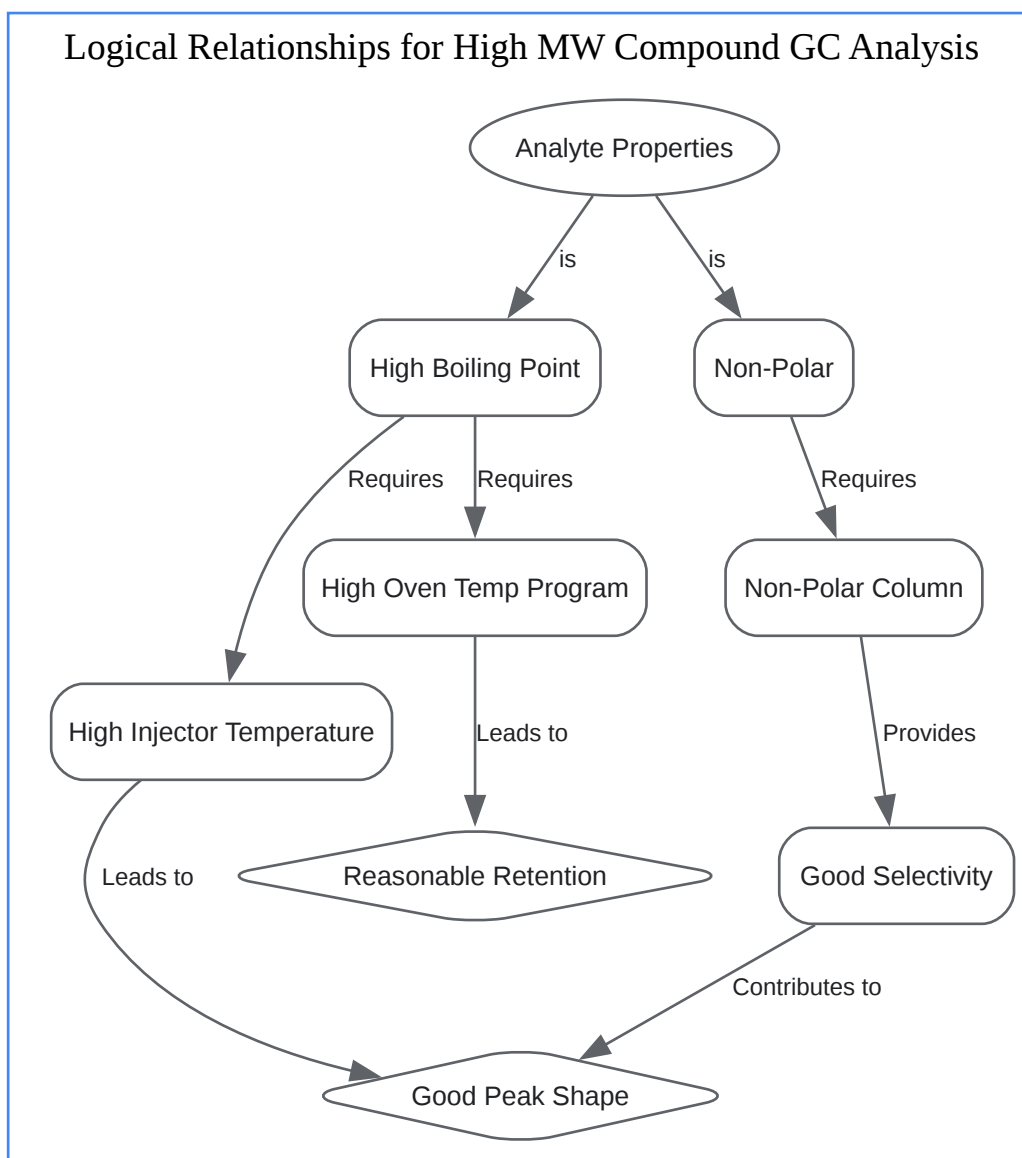 Logical Relationships for High MW Compound GC Analysis
Analyte Properties
is
is
High Boiling Point
Non-Polar
Requires
Requires
Requires
High Oven Temp Program
Non-Polar Column
High Injector Temperature
Leads to
Provides
Leads to
Reasonable Retention
Good Selectivity
Contributes to
Good Peak Shape